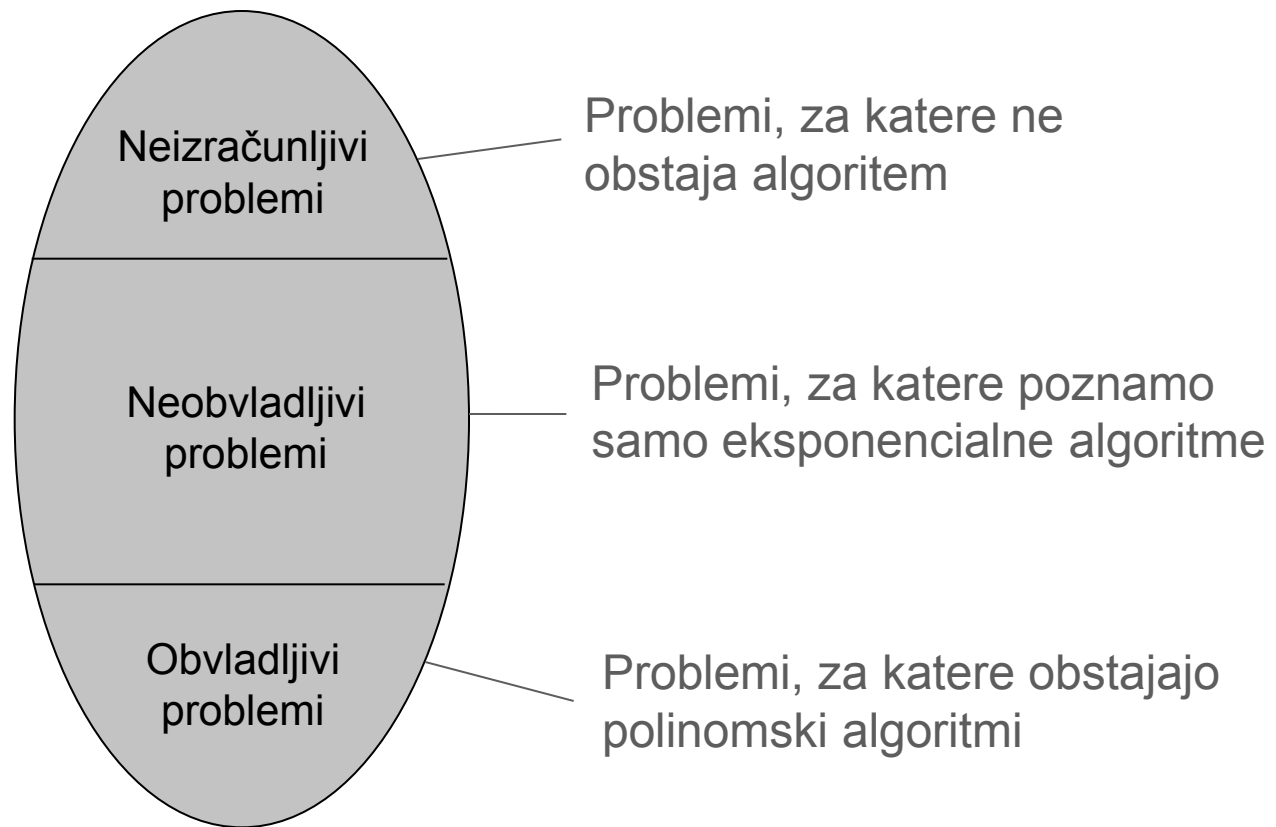 Neizračunljivi
problemi
Problemi, za katere ne
obstaja algoritem
Neobvladljivi
problemi
Problemi, za katere poznamo
samo eksponencialne algoritme
Obvladljivi
problemi
Problemi, za katere obstajajo
polinomski algoritmi